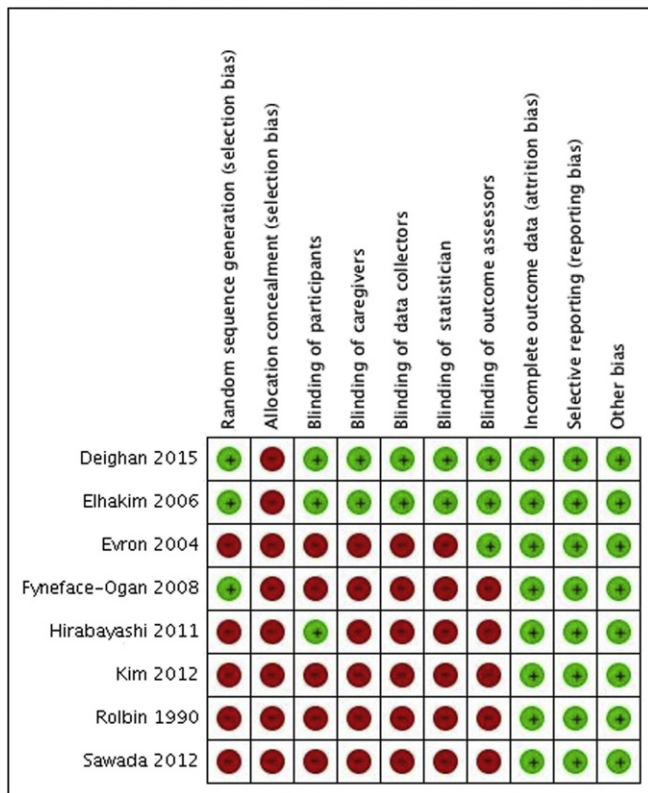 Random sequence generation (selection bias)
Allocation concealment (selection bias)
Blinding of participants
Blinding of caregivers
Blinding of data collectors
Blinding of statistician
Blinding of outcome assessors
Incomplete outcome data (attrition bias)
Selective reporting (reporting bias)
Other bias
Deighan 2015 + - + + + + + + + +
Elhakim 2006 + - + + + + + + + +
Evron 2004 - - - - - - + + + +
Fyneface-Ogan 2008 + - - - - - - + + +
Hirabayashi 2011 - - + - - - - + + +
Kim 2012 - - - - - - - + + +
Rolbin 1990 - - - - - - - + + +
Sawada 2012 - - - - - - - + + +